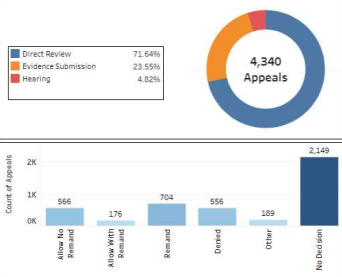 Direct Review 71.64%
Evidence Submission 23.55%
Hearing 4.82%
4,340
Appeals
Count of Appeals
2K
1K
0K
566
176
704
556
189
2,149
Allow No
Remand
Allow With
Remand
Remand
Denied
Other
No Decision